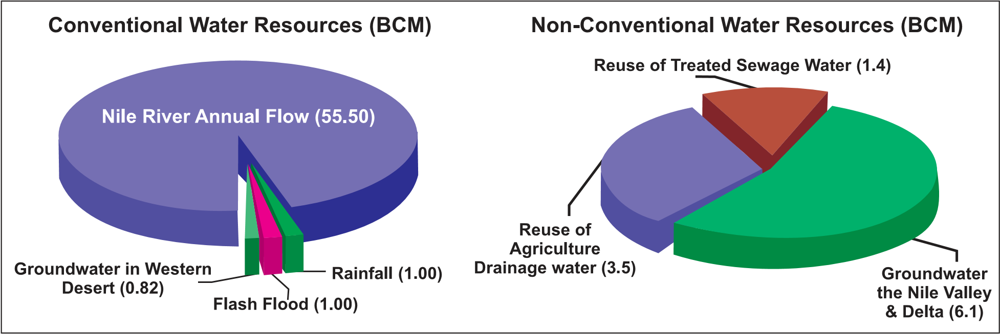 Conventional Water Resources (BCM)
Nile River Annual Flow (55.50)
Groundwater in Western
Desert (0.82)
Flash Flood (1.00)
Rainfall (1.00)
Non-Conventional Water Resources (BCM)
Reuse of Treated Sewage Water (1.4)
Reuse of
Agriculture
Drainage water (3.5)
Groundwater
the Nile Valley
& Delta (6.1)